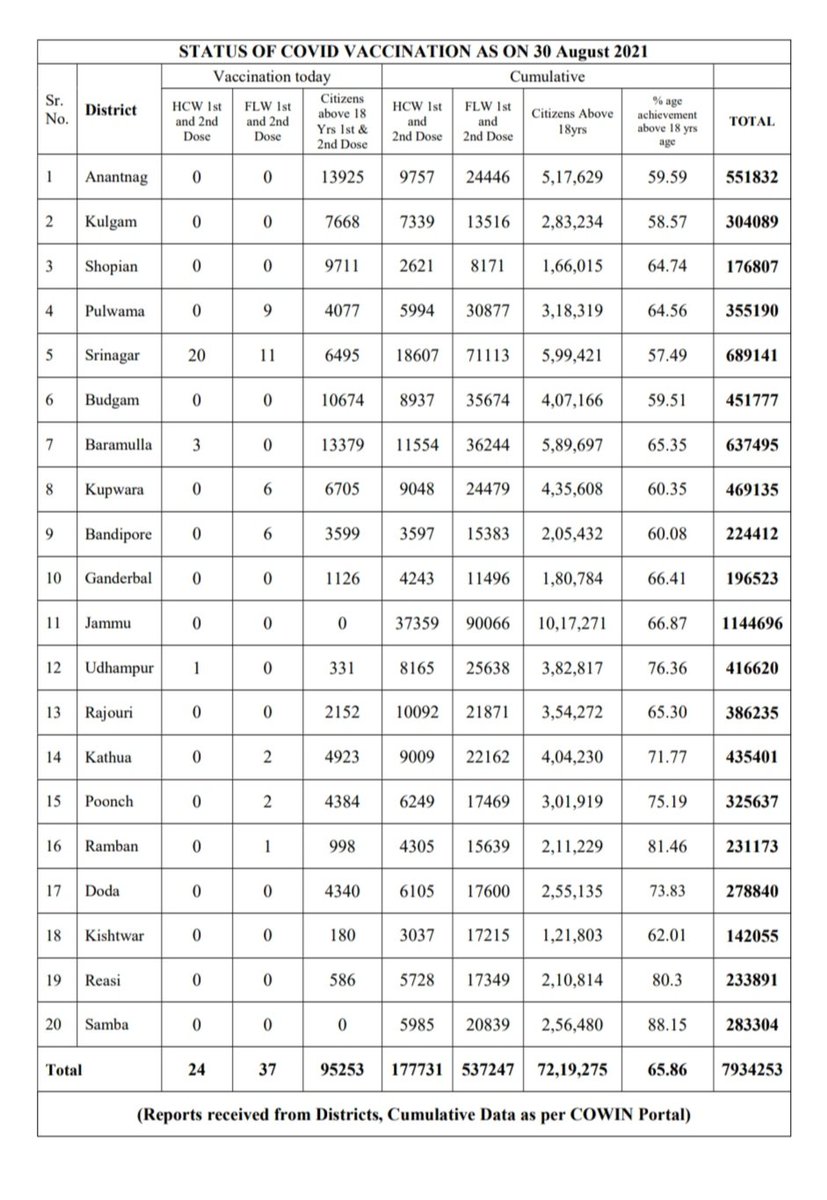 STATUS OF COVID VACCINATION AS ON 30 August 2021
Sr. No. District Vaccination today Cumulative
HCW 1st and 2nd Dose FLW 1st and 2nd Dose Citizens above 18 Yrs 1st & 2nd Dose HCW 1st and 2nd Dose FLW 1st and 2nd Dose Citizens Above 18yrs % age achievement above 18 yrs age TOTAL
1 Anantnag 0 0 13925 9757 24446 5,17,629 59.59 551832
2 Kulgam 0 0 7668 7339 13516 2,83,234 58.57 304089
3 Shopian 0 0 9711 2621 8171 1,66,015 64.74 176807
4 Pulwama 0 9 4077 5994 30877 3,18,319 64.56 355190
5 Srinagar 20 11 6495 18607 71113 5,99,421 57.49 689141
6 Budgam 0 0 10674 8937 35674 4,07,166 59.51 451777
7 Baramulla 3 0 13379 11554 36244 5,89,697 65.35 637495
8 Kupwara 0 6 6705 9048 24479 4,35,608 60.35 469135
9 Bandipore 0 6 3599 3597 15383 2,05,432 60.08 224412
10 Ganderbal 0 0 1126 4243 11496 1,80,784 66.41 196523
11 Jammu 0 0 0 37359 90066 10,17,271 66.87 1144696
12 Udhampur 1 0 331 8165 25638 3,82,817 76.36 416620
13 Rajouri 0 0 2152 10092 21871 3,54,272 65.30 386235
14 Kathua 0 2 4923 9009 22162 4,04,230 71.77 435401
15 Poonch 0 2 4384 6249 17469 3,01,919 75.19 325637
16 Ramban 0 1 998 4305 15639 2,11,229 81.46 231173
17 Doda 0 0 4340 6105 17600 2,55,135 73.83 278840
18 Kishtwar 0 0 180 3037 17215 1,21,803 62.01 142055
19 Reasi 0 0 586 5728 17349 2,10,814 80.3 233891
20 Samba 0 0 0 5985 20839 2,56,480 88.15 283304
Total 24 37 95253 177731 537247 72,19,275 65.86 7934253
(Reports received from Districts, Cumulative Data as per COWIN Portal)